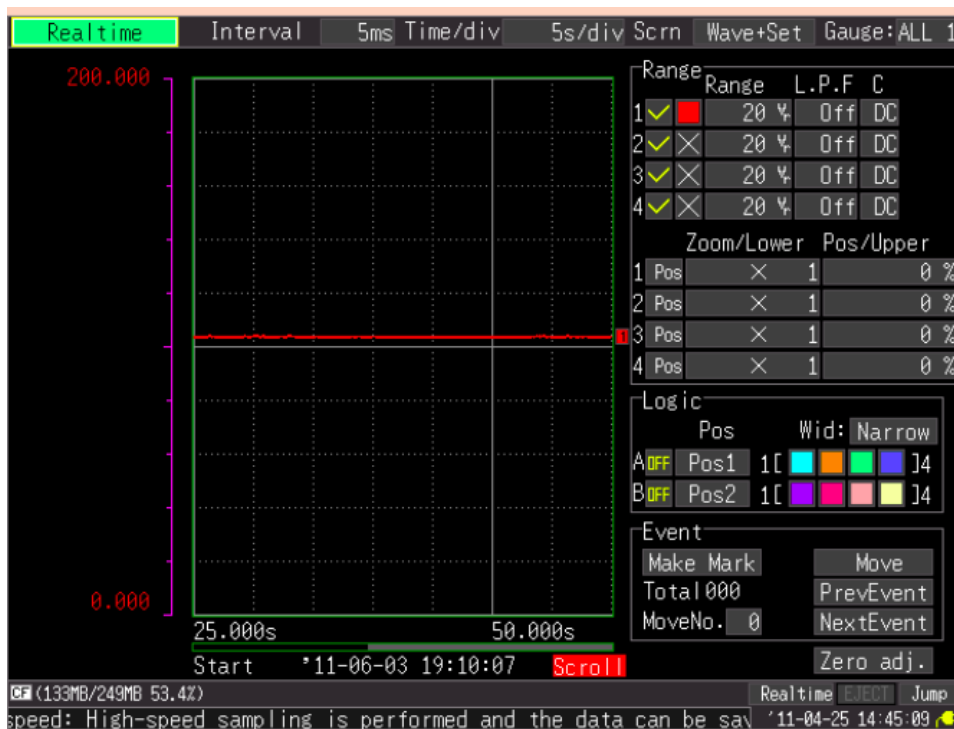 Realtime Interval 5ms Time/div 5s/div Scrn Wave+Set Gauge: ALL 1
200.000
0.000
25.000s 50.000s
Start '11-06-03 19:10:07 Scroll
1
Range
Range L.P.F C
1 20 Off DC
2 20 Off DC
3 20 Off DC
4 20 Off DC
Zoom/Lower Pos/Upper
1 Pos × 1 0 %
2 Pos × 1 0 %
3 Pos × 1 0 %
4 Pos × 1 0 %
Logic
Pos Wid: Narrow
A OFF Pos1 1[ ]4
B OFF Pos2 1[ ]4
Event
Make Mark Move
Total 000 PrevEvent
MoveNo. 0 NextEvent
Zero adj.
CF (133MB/249MB 53.4%) Realtime EJECT Jump
speed: High-speed sampling is performed and the data can be sav '11-04-25 14:45:09